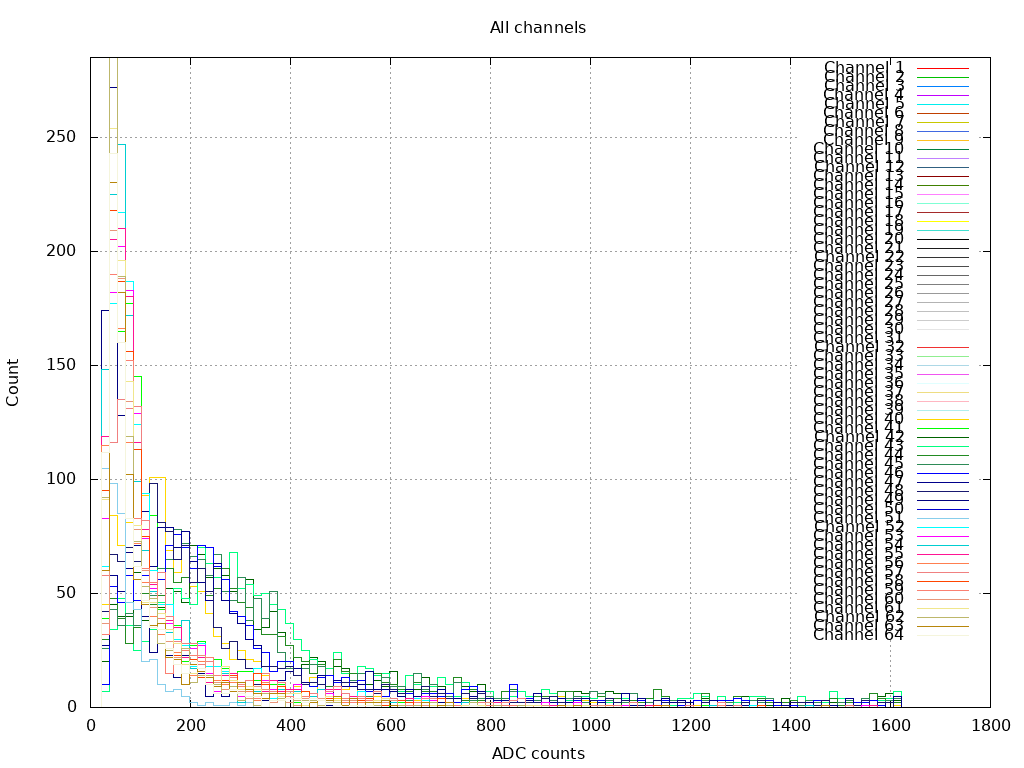 All channels
Channel 1
Channel 2
Channel 3
Channel 4
Channel 5
Channel 6
Channel 7
Channel 8
Channel 9
Channel 10
Channel 11
Channel 12
Channel 13
Channel 14
Channel 15
Channel 16
Channel 17
Channel 18
Channel 19
Channel 20
Channel 21
Channel 22
Channel 23
Channel 24
Channel 25
Channel 26
Channel 27
Channel 28
Channel 29
Channel 30
Channel 31
Channel 32
Channel 33
Channel 34
Channel 35
Channel 36
Channel 37
Channel 38
Channel 39
Channel 40
Channel 41
Channel 42
Channel 43
Channel 44
Channel 45
Channel 46
Channel 47
Channel 48
Channel 49
Channel 50
Channel 51
Channel 52
Channel 53
Channel 54
Channel 55
Channel 56
Channel 57
Channel 58
Channel 59
Channel 60
Channel 61
Channel 62
Channel 63
Channel 64
250
200
150
100
50
0
Count
0 200 400 600 800 1000 1200 1400 1600 1800
ADC counts